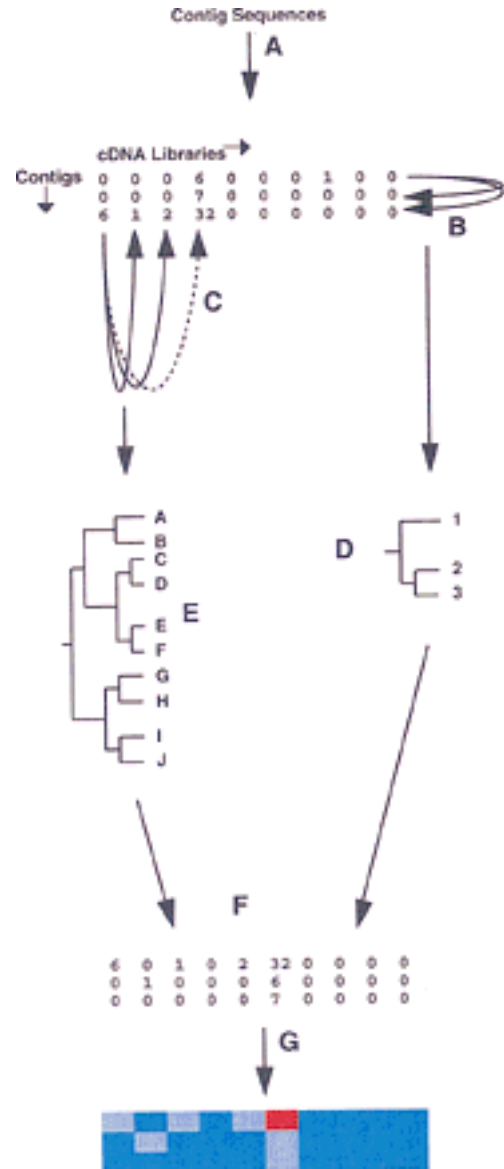 Contig Sequences
A
cDNA Libraries
Contigs
0 0 0 6 0 0 0 1 0 0
0 0 0 7 0 0 0 0 0 0
6 1 2 32 0 0 0 0 0 0
B
C
A
B
C
D
E
F
G
H
I
J
E
D
1
2
3
F
6 0 1 0 2 32 0 0 0 0
0 1 0 0 0 6 0 0 0 0
0 0 0 0 0 7 0 0 0 0
G